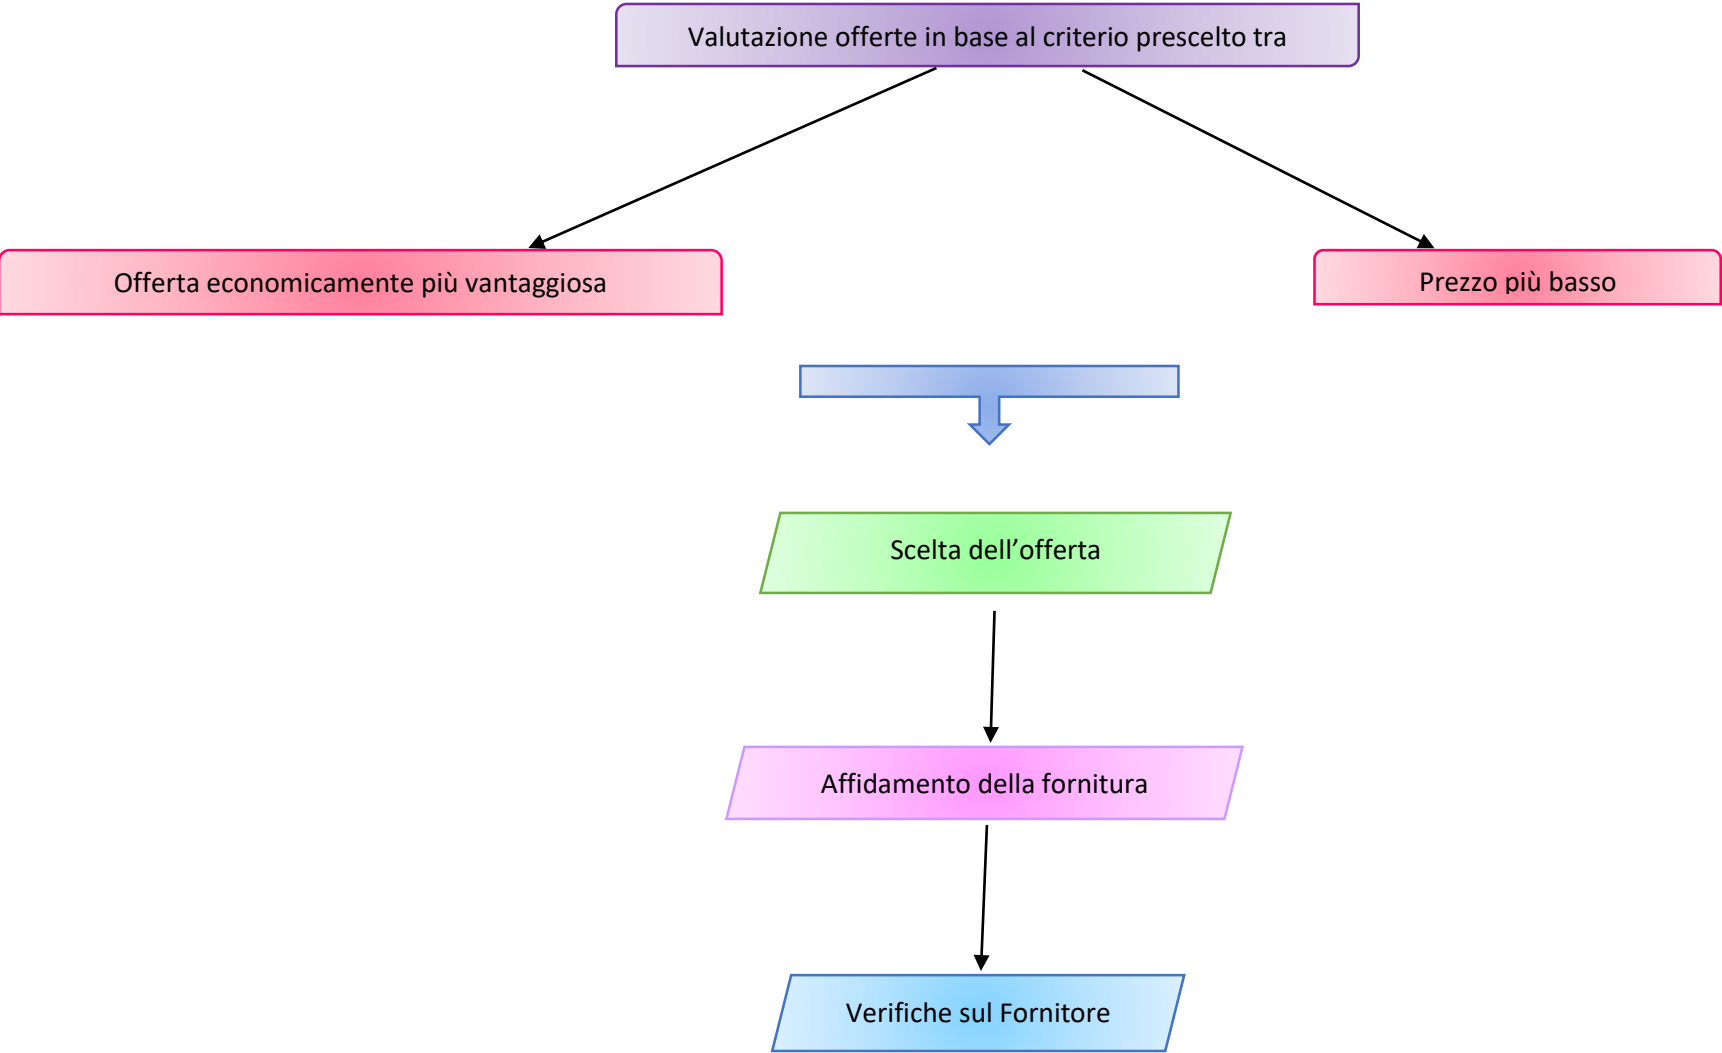 Valutazione offerte in base al criterio prescelto tra
Offerta economicamente più vantaggiosa
Prezzo più basso
Scelta dell’offerta
Affidamento della fornitura
Verifiche sul Fornitore